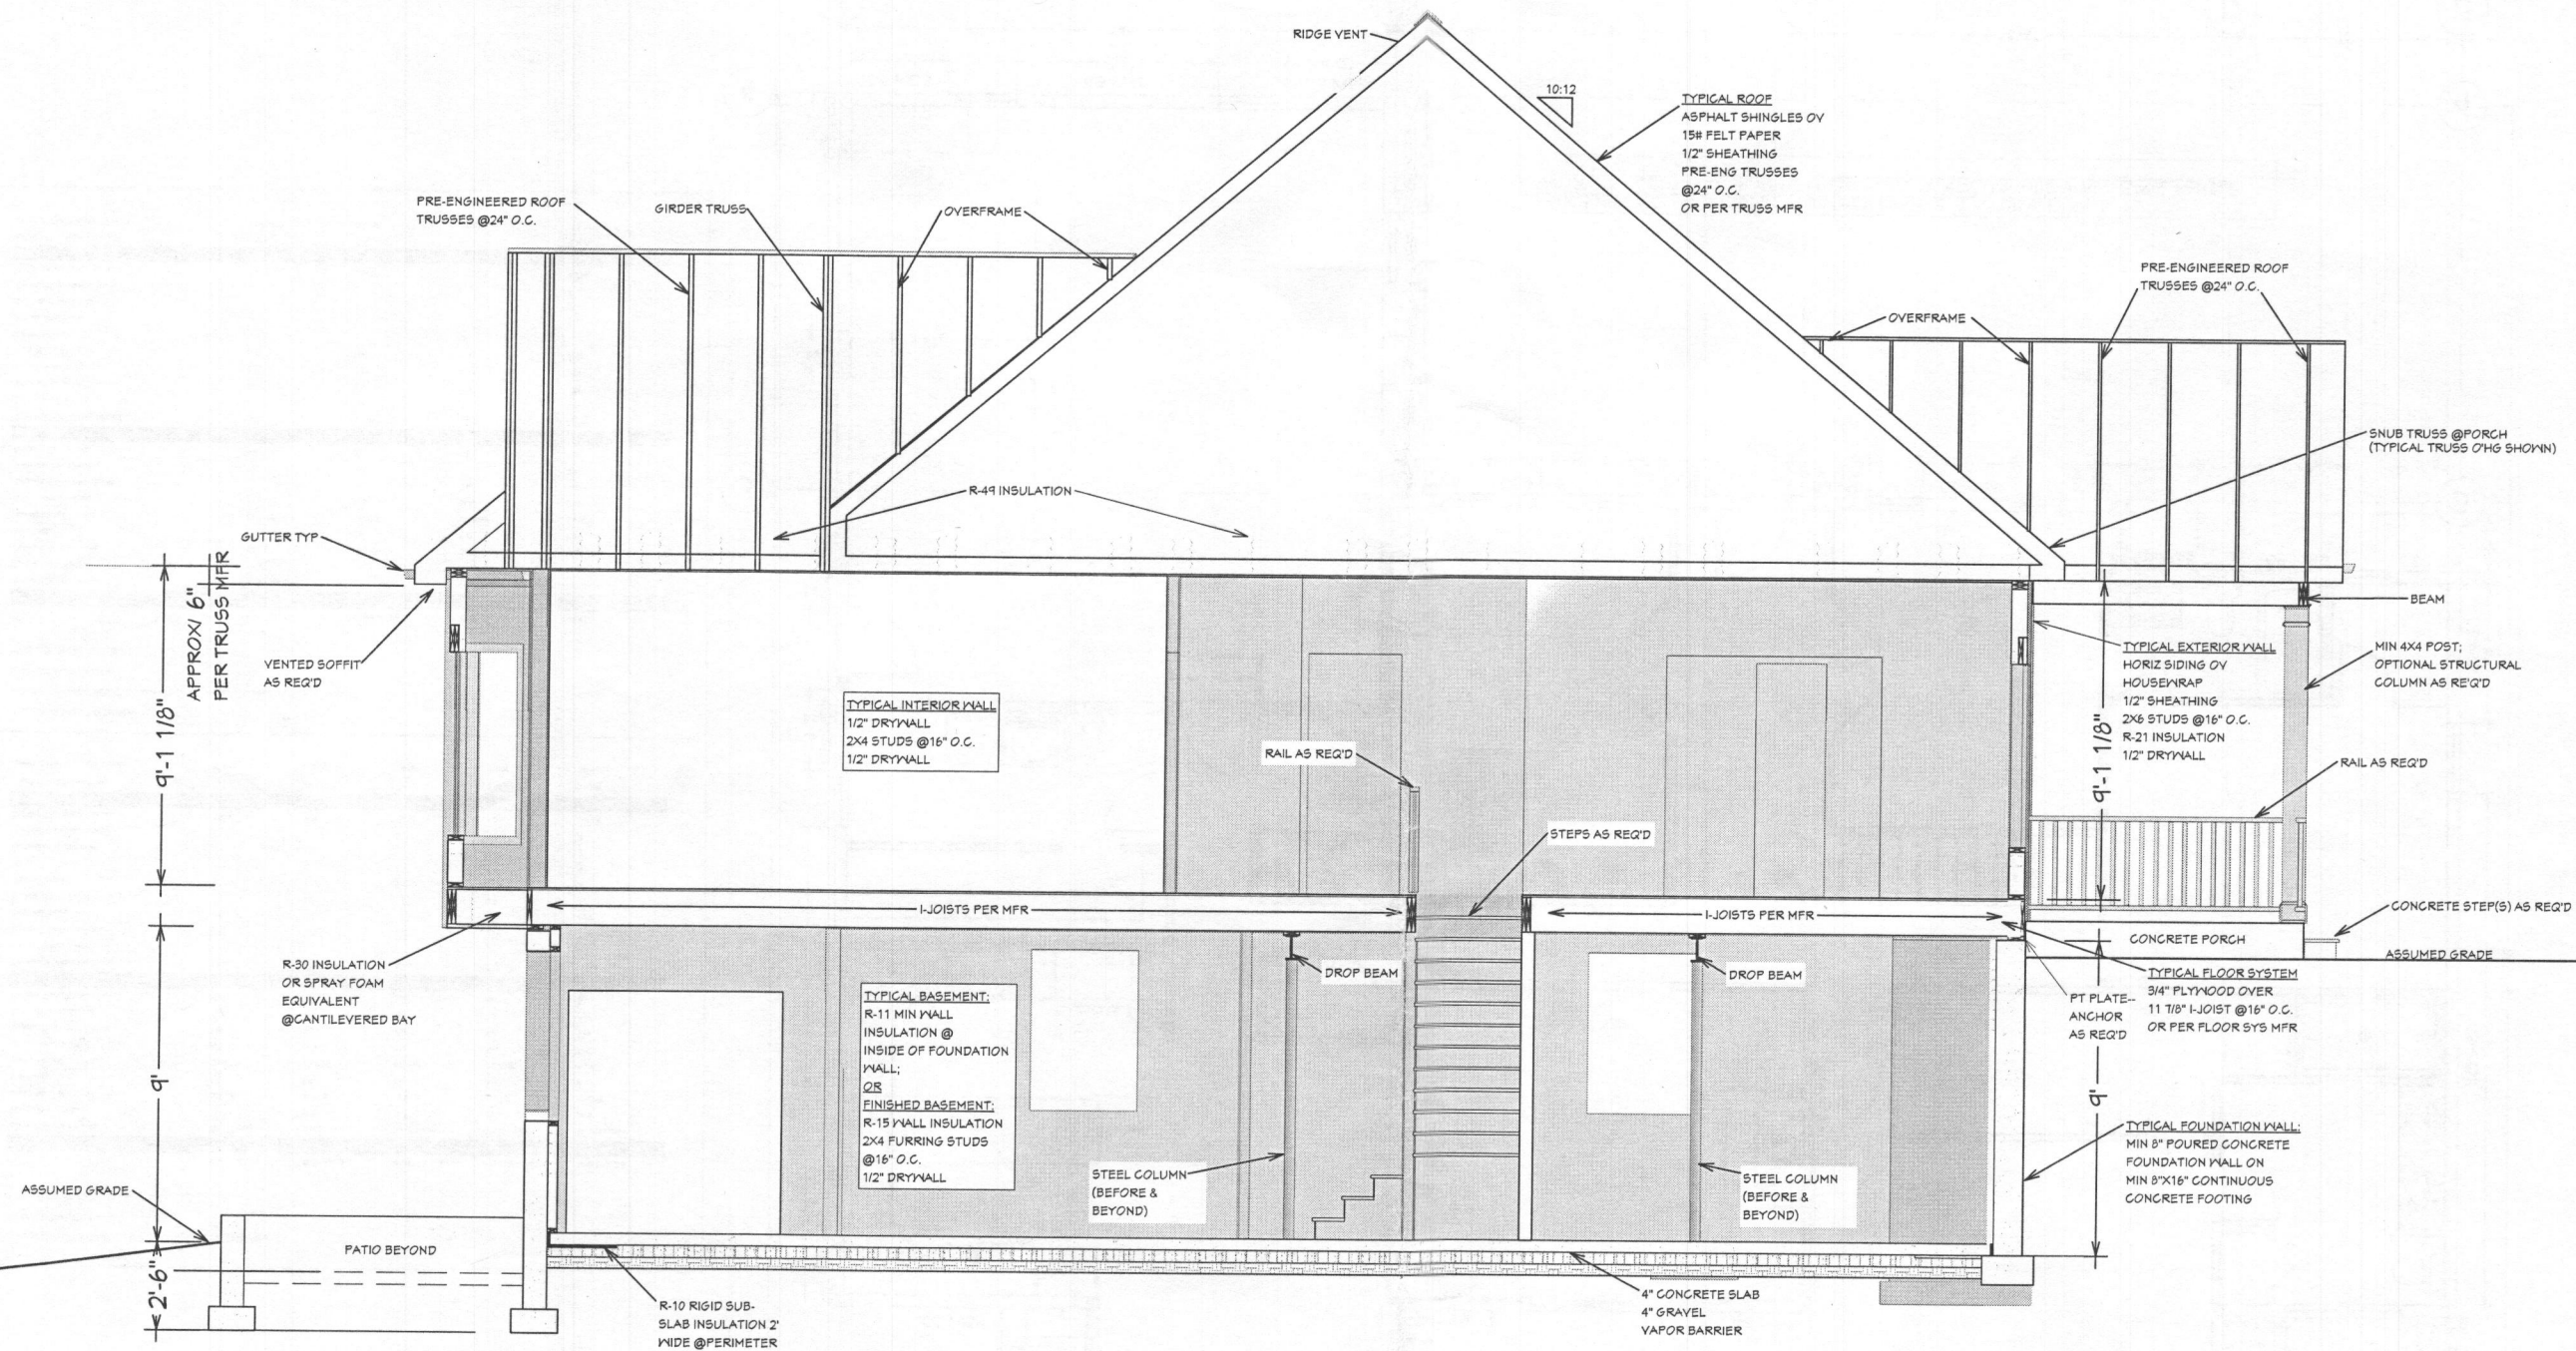 RIDGE VENT
10:12
TYPICAL ROOF
ASPHALT SHINGLES OV
15# FELT PAPER
1/2" SHEATHING
PRE-ENG TRUSSES
@24" O.C.
OR PER TRUSS MFR
PRE-ENGINEERED ROOF
TRUSSES @24" O.C.
GIRDER TRUSS
OVERFRAME
PRE-ENGINEERED ROOF
TRUSSES @24" O.C.
OVERFRAME
SNUB TRUSS @PORCH
(TYPICAL TRUSS O'HG SHOWN)
R-49 INSULATION
GUTTER TYP
APPROX/ 6"
PER TRUSS MFR
VENTED SOFFIT
AS REQ'D
9'-1 1/8"
BEAM
TYPICAL EXTERIOR WALL
HORIZ SIDING OV
HOUSEWRAP
1/2" SHEATHING
2X6 STUDS @16" O.C.
R-21 INSULATION
1/2" DRYWALL
MIN 4X4 POST;
OPTIONAL STRUCTURAL
COLUMN AS RE'Q'D
9'-1 1/8"
TYPICAL INTERIOR WALL
1/2" DRYWALL
2X4 STUDS @16" O.C.
1/2" DRYWALL
RAIL AS REQ'D
RAIL AS REQ'D
STEPS AS REQ'D
I-JOISTS PER MFR
I-JOISTS PER MFR
CONCRETE STEP(S) AS REQ'D
CONCRETE PORCH
ASSUMED GRADE
R-30 INSULATION
OR SPRAY FOAM
EQUIVALENT
@CANTILEVERED BAY
DROP BEAM
DROP BEAM
TYPICAL FLOOR SYSTEM
3/4" PLYWOOD OVER
11 7/8" I-JOIST @16" O.C.
OR PER FLOOR SYS MFR
PT PLATE--
ANCHOR
AS REQ'D
TYPICAL BASEMENT:
R-11 MIN WALL
INSULATION @
INSIDE OF FOUNDATION
WALL;
OR
FINISHED BASEMENT:
R-15 WALL INSULATION
2X4 FURRING STUDS
@16" O.C.
1/2" DRYWALL
9'
9'
TYPICAL FOUNDATION WALL:
MIN 8" POURED CONCRETE
FOUNDATION WALL ON
MIN 8"X16" CONTINUOUS
CONCRETE FOOTING
STEEL COLUMN
(BEFORE &
BEYOND)
STEEL COLUMN
(BEFORE &
BEYOND)
ASSUMED GRADE
PATIO BEYOND
2'-6"
R-10 RIGID SUB-
SLAB INSULATION 2'
WIDE @PERIMETER
4" CONCRETE SLAB
4" GRAVEL
VAPOR BARRIER